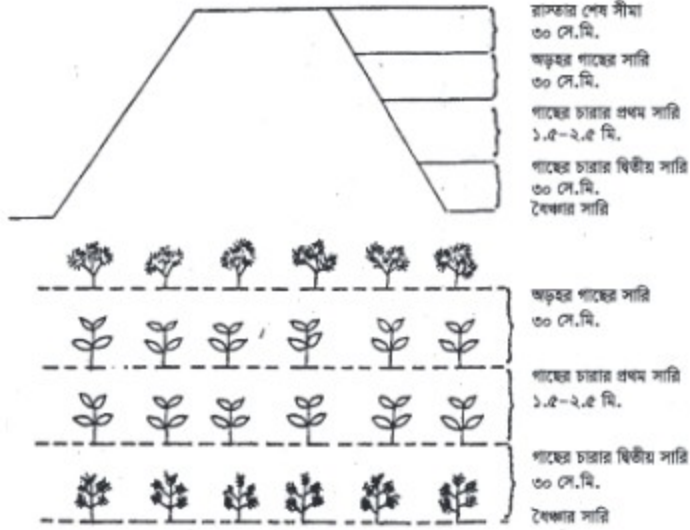 রাস্তার শেষ সীমা
৩০ সে.মি.
অড়হর গাছের সারি
৩০ সে.মি.
গাছের চারার প্রথম সারি
১.৫-২.৫ মি.
গাছের চারার দ্বিতীয় সারি
৩০ সে.মি.
ধৈঞ্চার সারি
অড়হর গাছের সারি
৩০ সে.মি.
গাছের চারার প্রথম সারি
১.৫-২.৫ মি.
গাছের চারার দ্বিতীয় সারি
৩০ সে.মি.
ধৈঞ্চার সারি